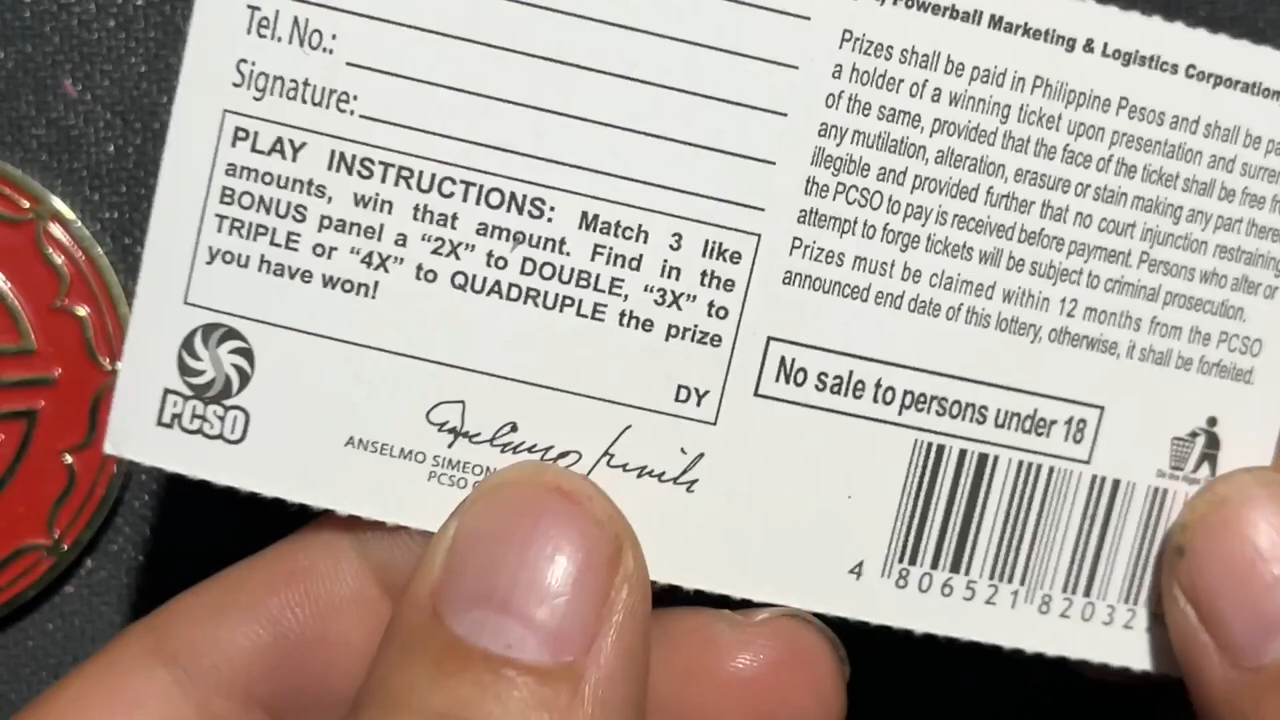 Tel. No.:
Signature:
PLAY INSTRUCTIONS: Match 3 like
amounts, win that amount. Find in the
BONUS panel a “2X” to DOUBLE, “3X” to
TRIPLE or “4X” to QUADRUPLE the prize
you have won!
DY
PCSO
ANSELMO SIMEON
PCSO
Powerball Marketing & Logistics Corporation
Prizes shall be paid in Philippine Pesos and shall be
a holder of a winning ticket upon presentation and
of the same, provided that the face of the ticket shall be free
any mutilation, alteration, erasure or stain making any part
illegible and provided further that no court injunction restraining
the PCSO to pay is received before payment. Persons who alter or
attempt to forge tickets will be subject to criminal prosecution.
Prizes must be claimed within 12 months from the PCSO
announced end date of this lottery, otherwise, it shall be forfeited.
No sale to persons under 18
4 806521 82032